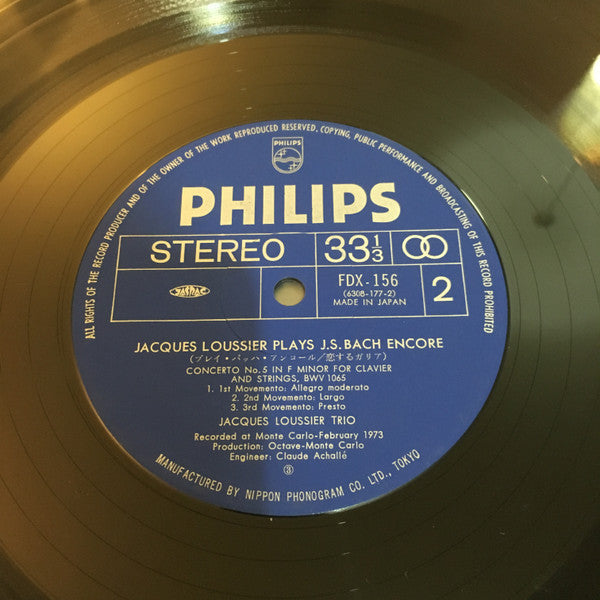 ALL RIGHTS OF THE RECORD PRODUCER AND OF THE OWNER OF THE WORK REPRODUCED RESERVED. COPYING, PUBLIC PERFORMANCE AND BROADCASTING OF THIS RECORD PROHIBITED
PHILIPS
PHILIPS
STEREO 33 1/3
JASRAC FDX-156 2
(6308-177-2)
MADE IN JAPAN
JACQUES LOUSSIER PLAYS J.S. BACH ENCORE
(プレイ・バッハ・アンコール/恋するガリア)
CONCERTO No.5 IN F MINOR FOR CLAVIER
AND STRINGS, BWV 1065
1. 1st Movemento: Allegro moderato
2. 2nd Movemento: Largo
3. 3rd Movemento: Presto
JACQUES LOUSSIER TRIO
Recorded at Monte Carlo-February 1973
Production: Octave-Monte Carlo
Engineer: Claude Achallé
③
MANUFACTURED BY NIPPON PHONOGRAM CO. LTD., TOKYO